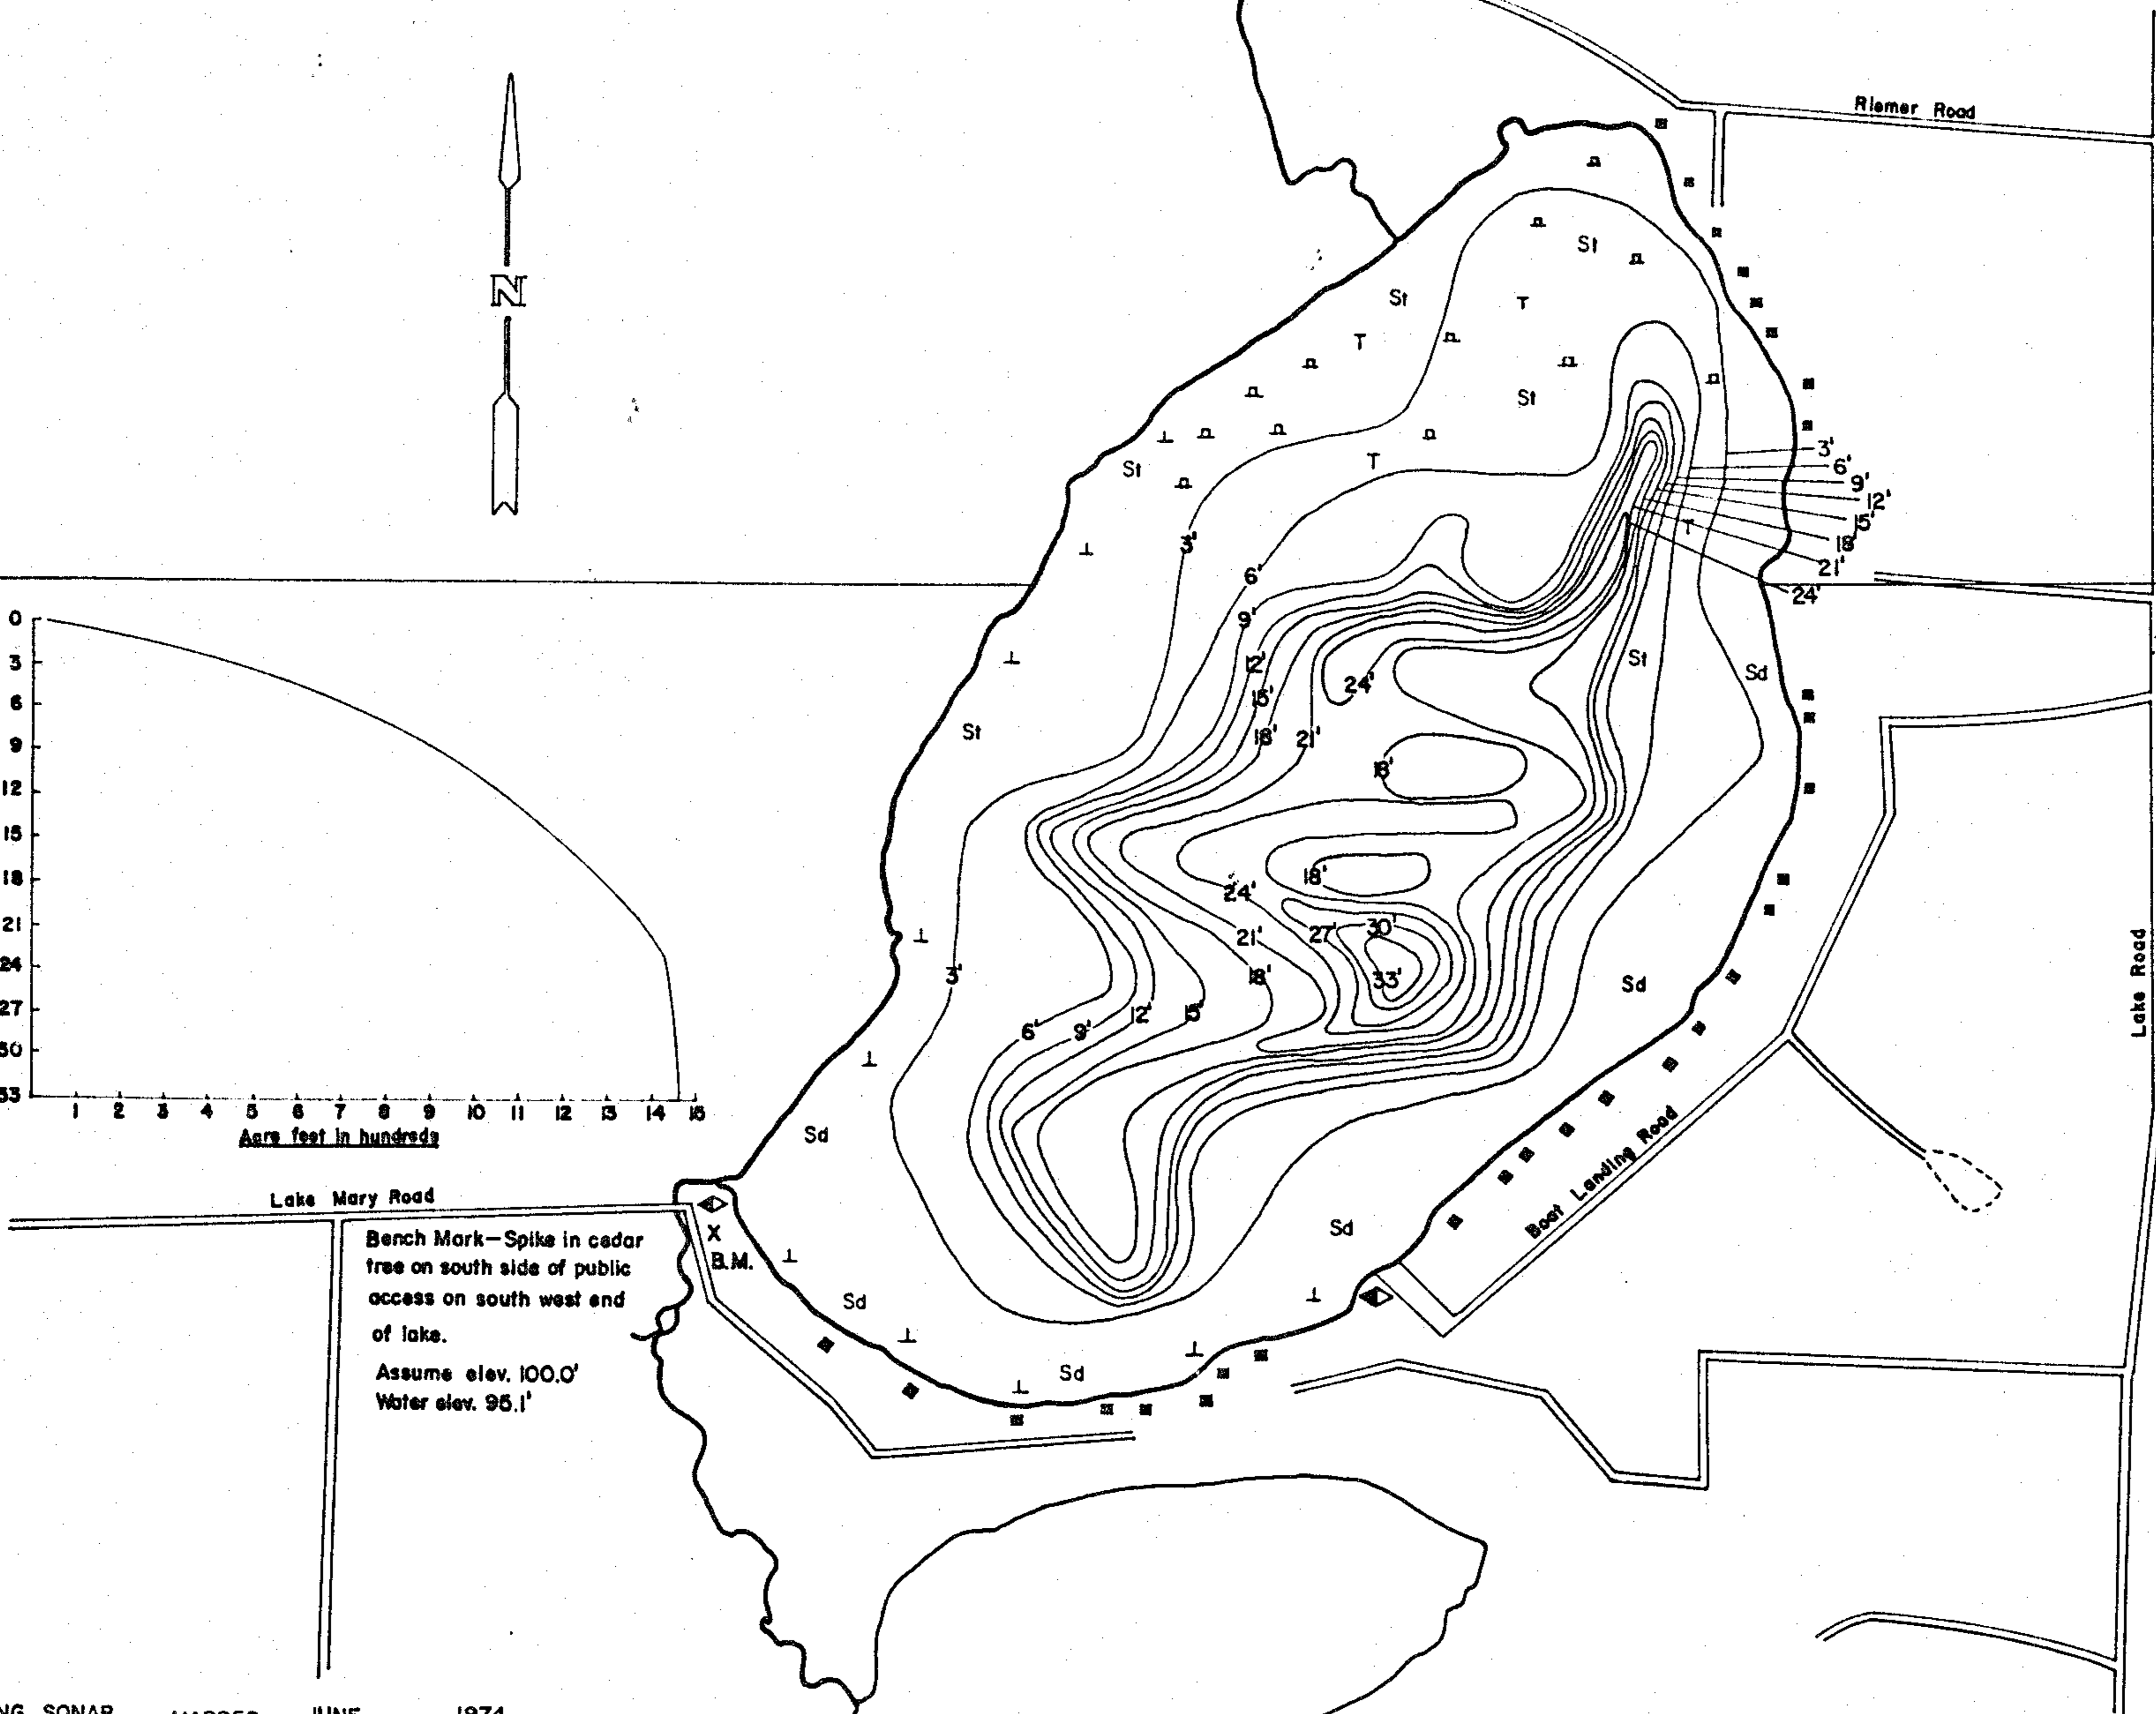 Riemer Road
N
St
St
T
T
St
St
T
3'
6'
9'
12'
15'
18'
21'
24'
T
3'
6'
9'
12'
15'
18'
21'
24'
St
Sd
St
18'
18'
24'
21'
18'
27'
30'
33'
3'
6'
9'
12'
15'
Sd
Sd
Sd
Sd
Sd
0
3
6
9
12
15
18
21
24
27
30
33
1 2 3 4 5 6 7 8 9 10 11 12 13 14 15
Acre feet in hundreds
Lake Mary Road
Bench Mark—Spike in cedar
tree on south side of public
access on south west end
of lake.
Assume elev. 100.0'
Water elev. 95.1'
X
B.M.
Boat Landing Road
Lake Road
SONAR JUNE 1974